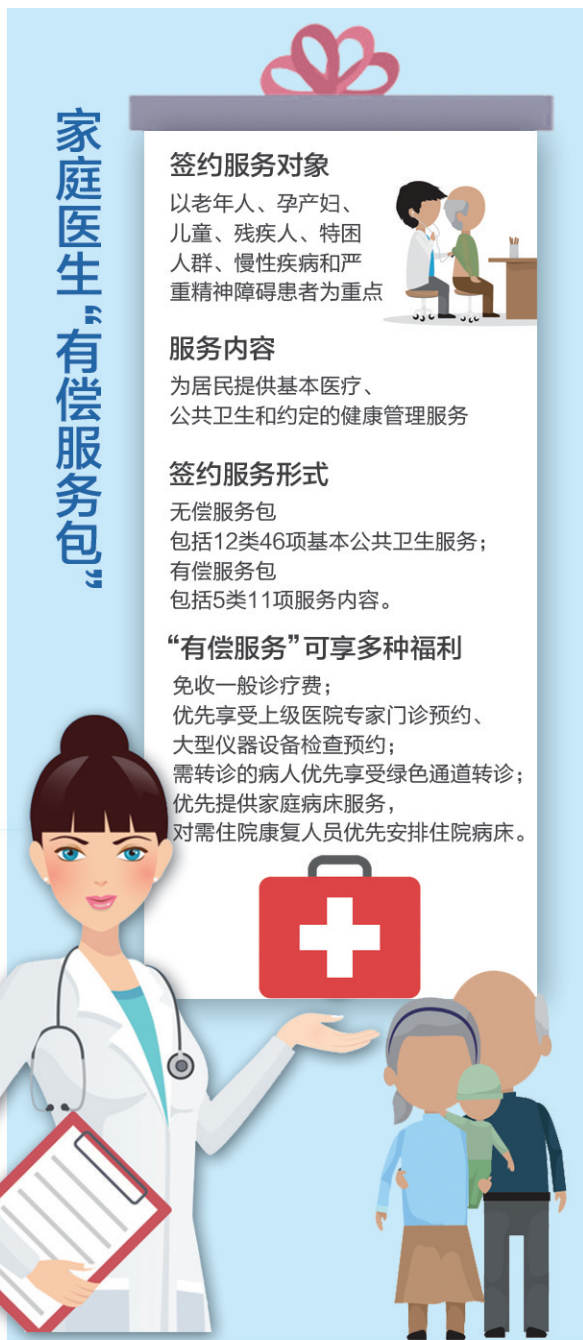 家庭医生“有偿服务包”
签约服务对象
以老年人、孕产妇、
儿童、残疾人、特困
人群、慢性疾病和严
重精神障碍患者为重点
服务内容
为居民提供基本医疗、
公共卫生和约定的健康管理服务
签约服务形式
无偿服务包
包括12类46项基本公共卫生服务；
有偿服务包
包括5类11项服务内容。
“有偿服务”可享多种福利
免收一般诊疗费；
优先享受上级医院专家门诊预约、
大型仪器设备检查预约；
需转诊的病人优先享受绿色通道转诊；
优先提供家庭病床服务，
对需住院康复人员优先安排住院病床。